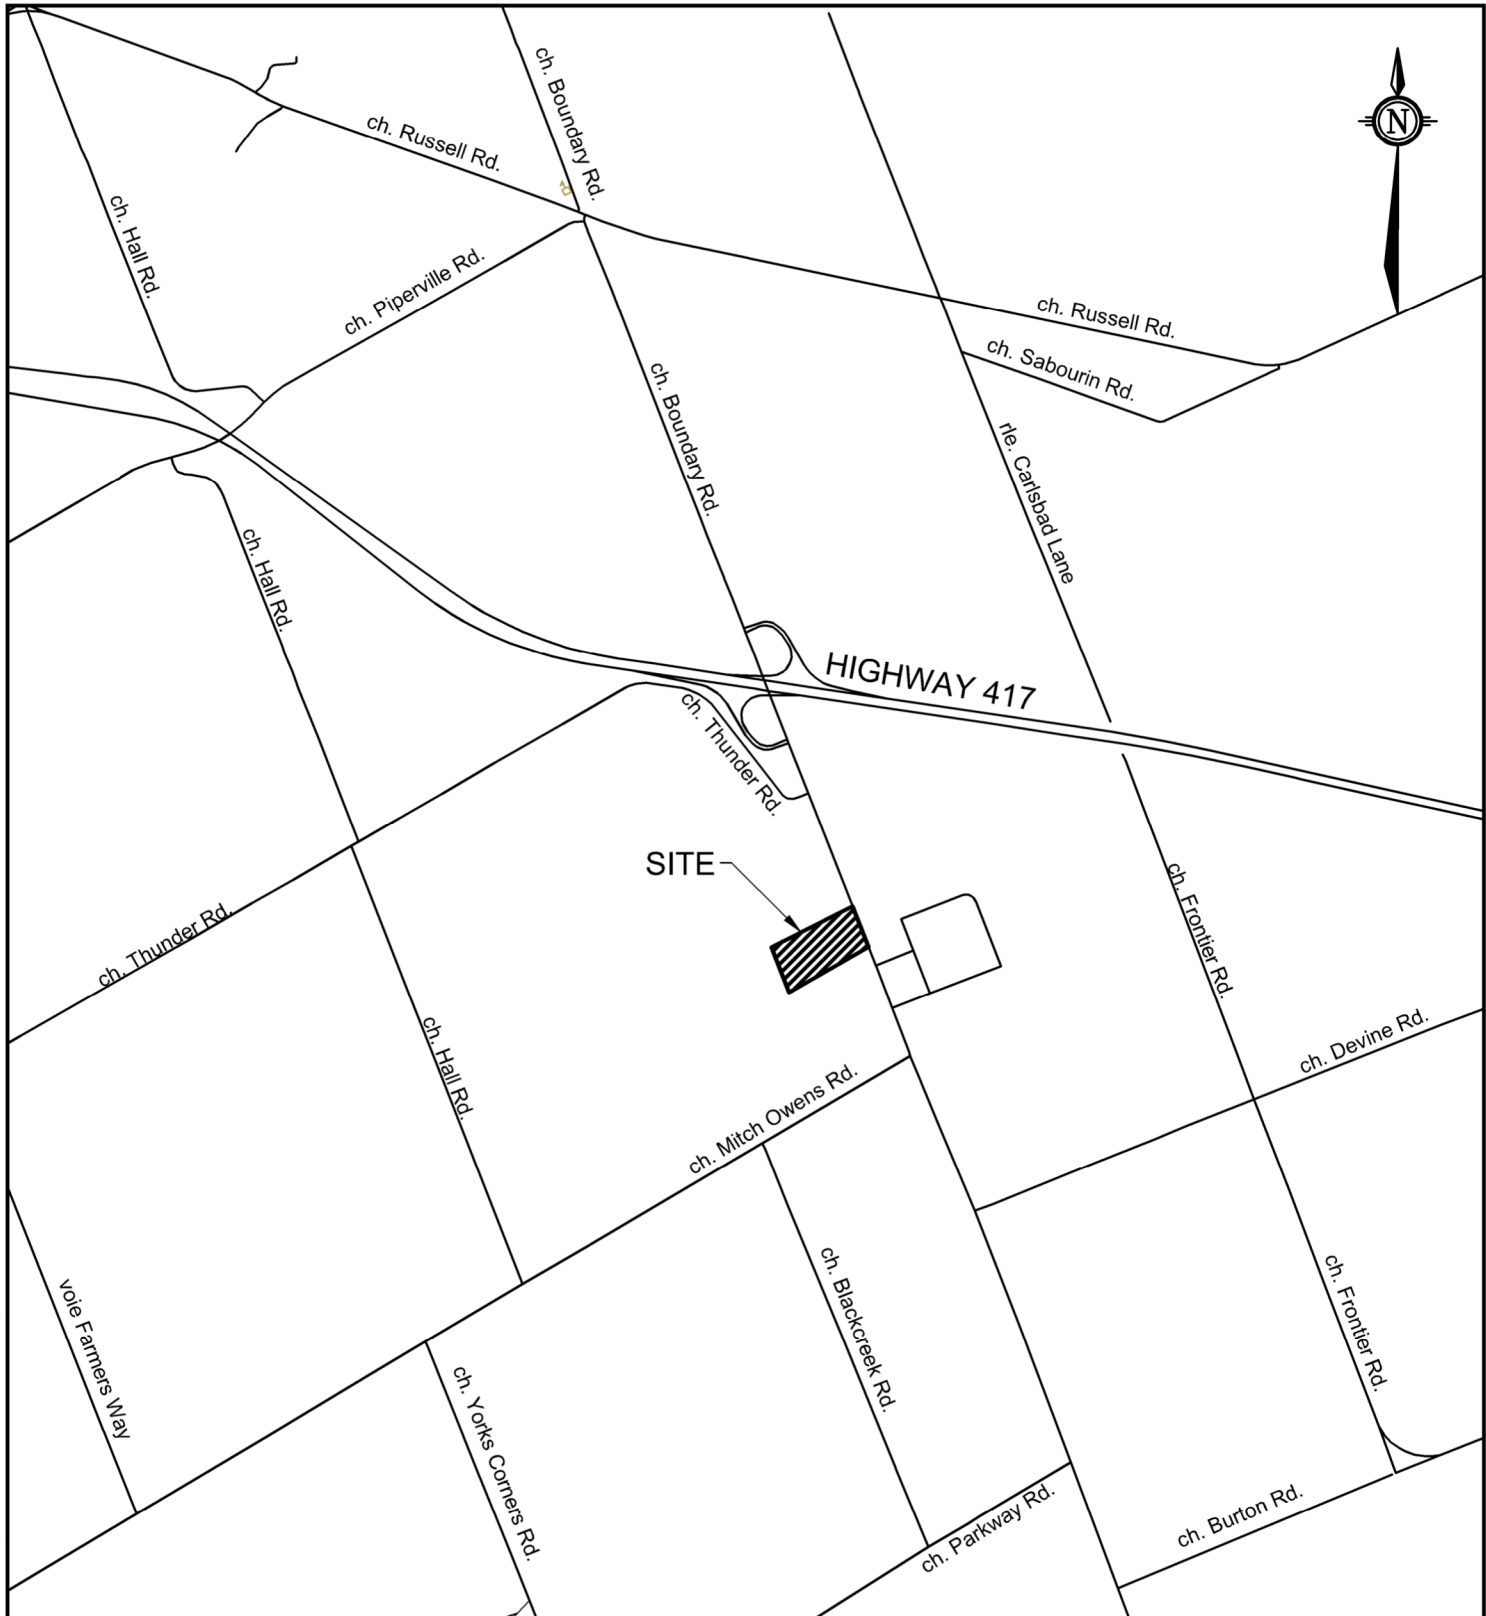 ch. Boundary Rd.
N
ch. Russell Rd.
ch. Hall Rd.
ch. Piperville Rd.
ch. Russell Rd.
ch. Sabourin Rd.
ch. Boundary Rd.
rle. Carlsbad Lane
ch. Hall Rd.
HIGHWAY 417
ch. Thunder Rd.
SITE
ch. Frontier Rd.
ch. Thunder Rd.
ch. Hall Rd.
ch. Devine Rd.
ch. Mitch Owens Rd.
ch. Blackcreek Rd.
ch. Frontier Rd.
voie Farmers Way
ch. Yorks Corners Rd.
ch. Parkway Rd.
ch. Burton Rd.